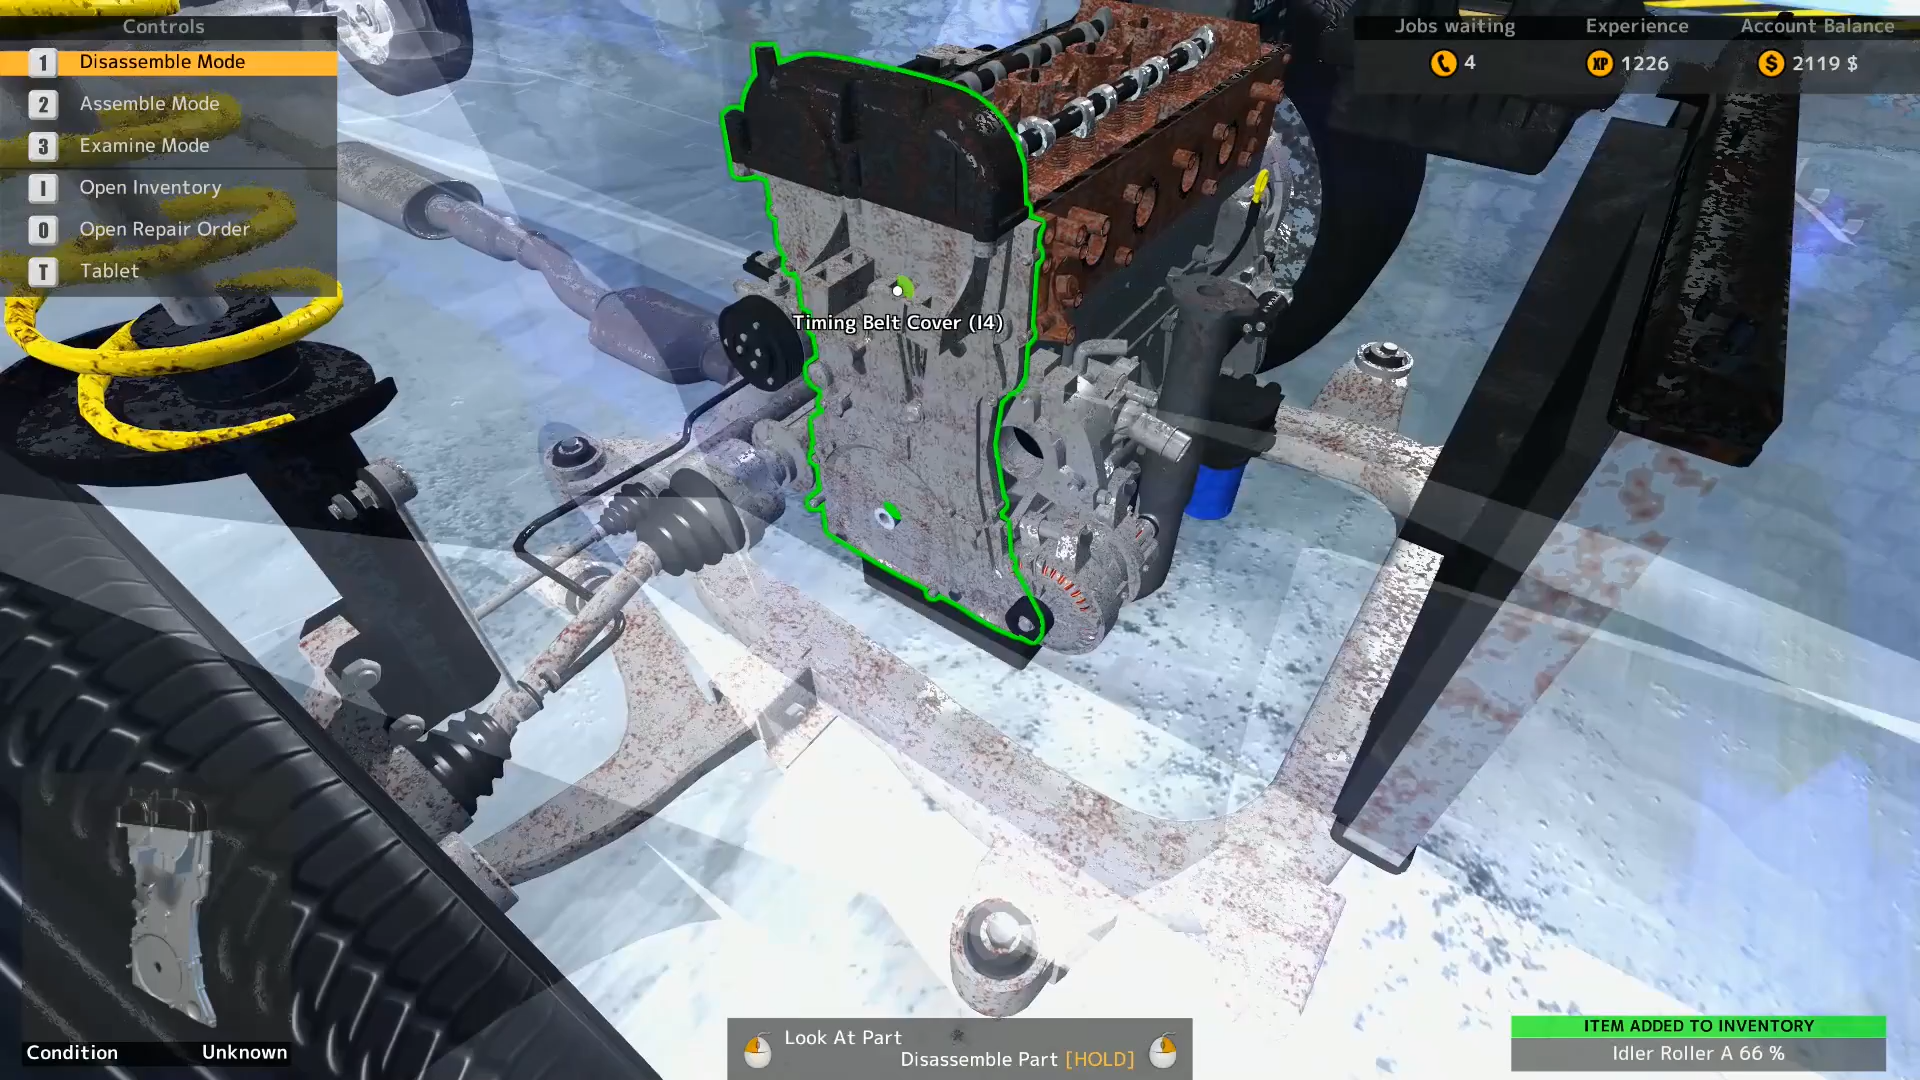 Controls
1 Disassemble Mode
2 Assemble Mode
3 Examine Mode
I Open Inventory
O Open Repair Order
T Tablet
Jobs waiting Experience Account Balance
4 XP 1226 $ 2119 $
Timing Belt Cover (I4)
Condition Unknown
Look At Part
Disassemble Part [HOLD]
ITEM ADDED TO INVENTORY
Idler Roller A 66 %